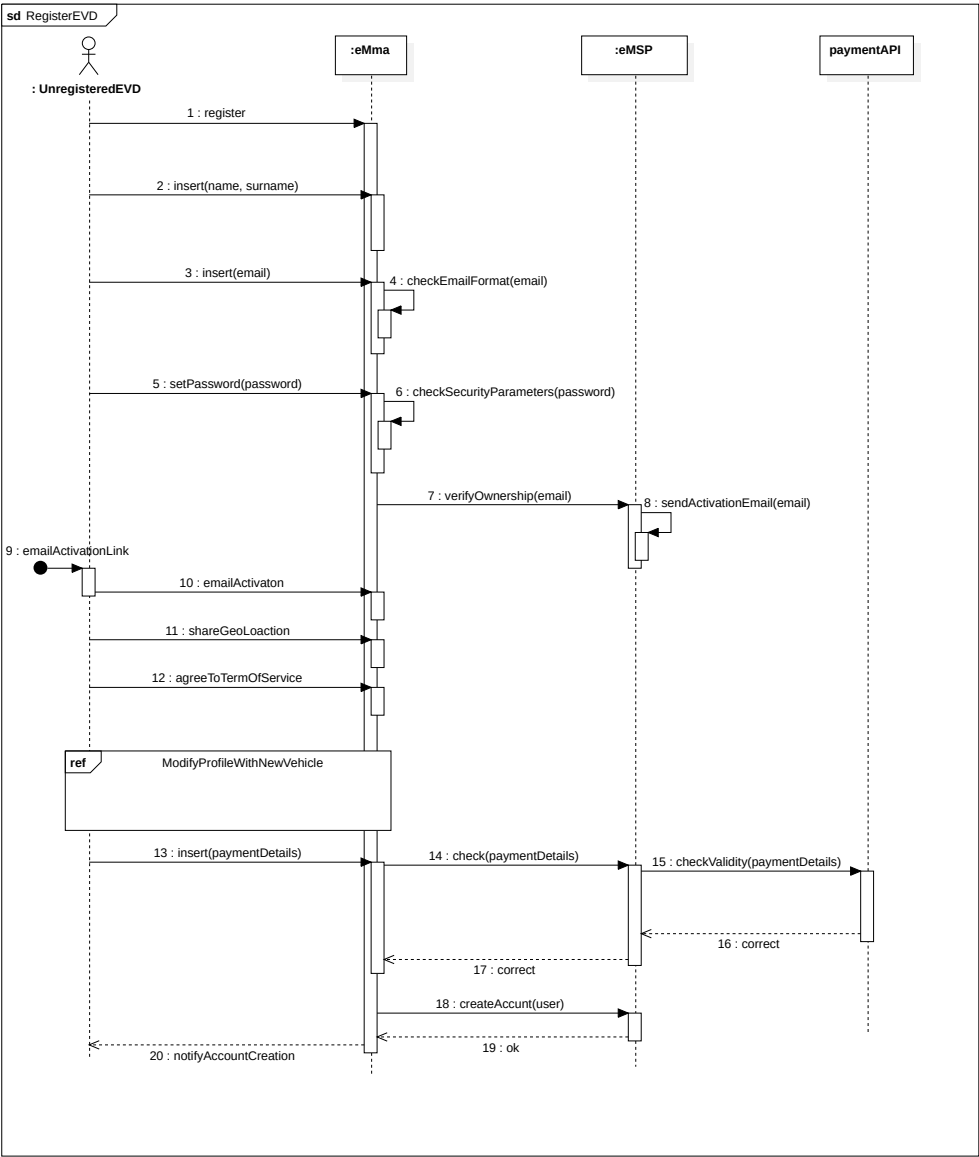 sd RegisterEVD
: UnregisteredEVD
:eMma
:eMSP
paymentAPI
1 : register
2 : insert(name, surname)
3 : insert(email)
4 : checkEmailFormat(email)
5 : setPassword(password)
6 : checkSecurityParameters(password)
7 : verifyOwnership(email)
8 : sendActivationEmail(email)
9 : emailActivationLink
10 : emailActivaton
11 : shareGeoLoaction
12 : agreeToTermOfService
ref
ModifyProfileWithNewVehicle
13 : insert(paymentDetails)
14 : check(paymentDetails)
15 : checkValidity(paymentDetails)
16 : correct
17 : correct
18 : createAccunt(user)
19 : ok
20 : notifyAccountCreation